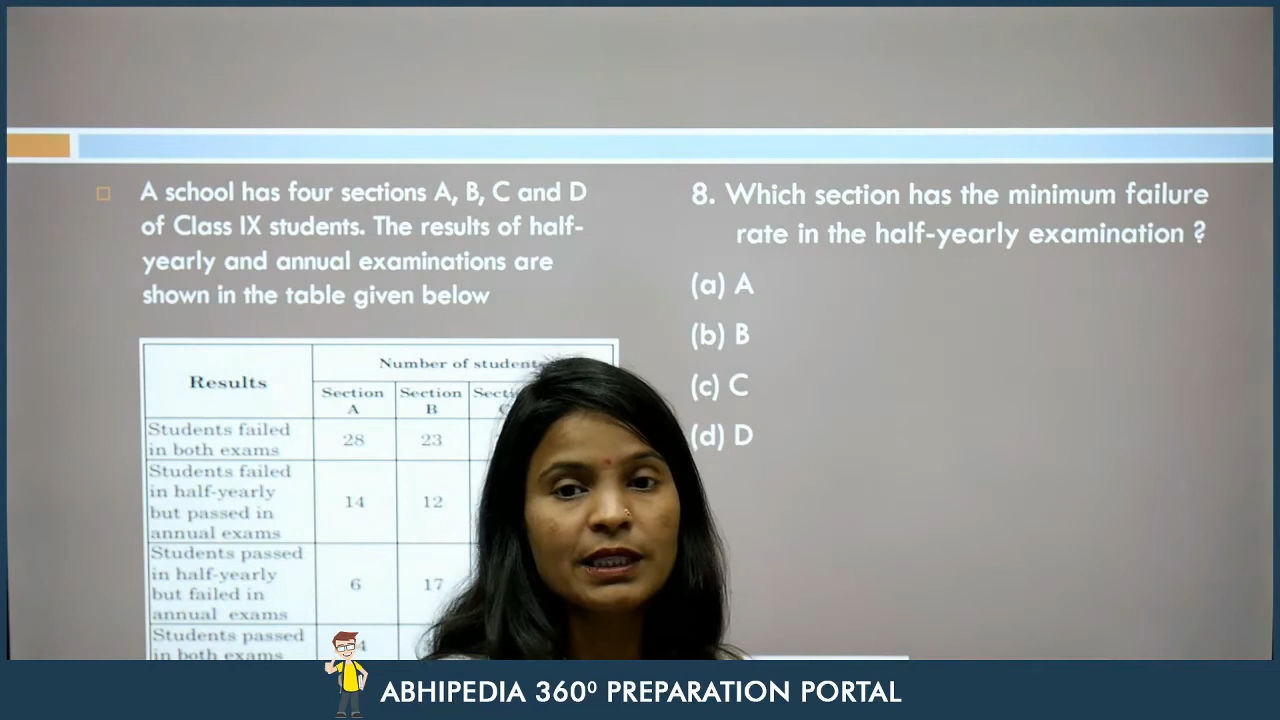 A school has four sections A, B, C and D
of Class IX students. The results of half-
yearly and annual examinations are
shown in the table given below
Results
Number of students
Section
A
Section
B
Students failed
in both exams
28
23
Students failed
in half-yearly
but passed in
annual exams
14
12
Students passed
in half-yearly
but failed in
annual exams
6
17
Students passed
in both exams
8. Which section has the minimum failure
rate in the half-yearly examination ?
(a) A
(b) B
(c) C
(d) D
ABHIPEDIA 360⁰ PREPARATION PORTAL